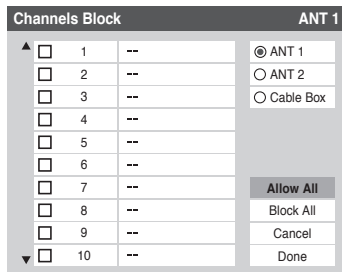 Channels Block ANT 1
1 -- ANT 1
2 -- ANT 2
3 -- Cable Box
4 --
5 --
6 --
7 -- Allow All
8 -- Block All
9 -- Cancel
10 -- Done